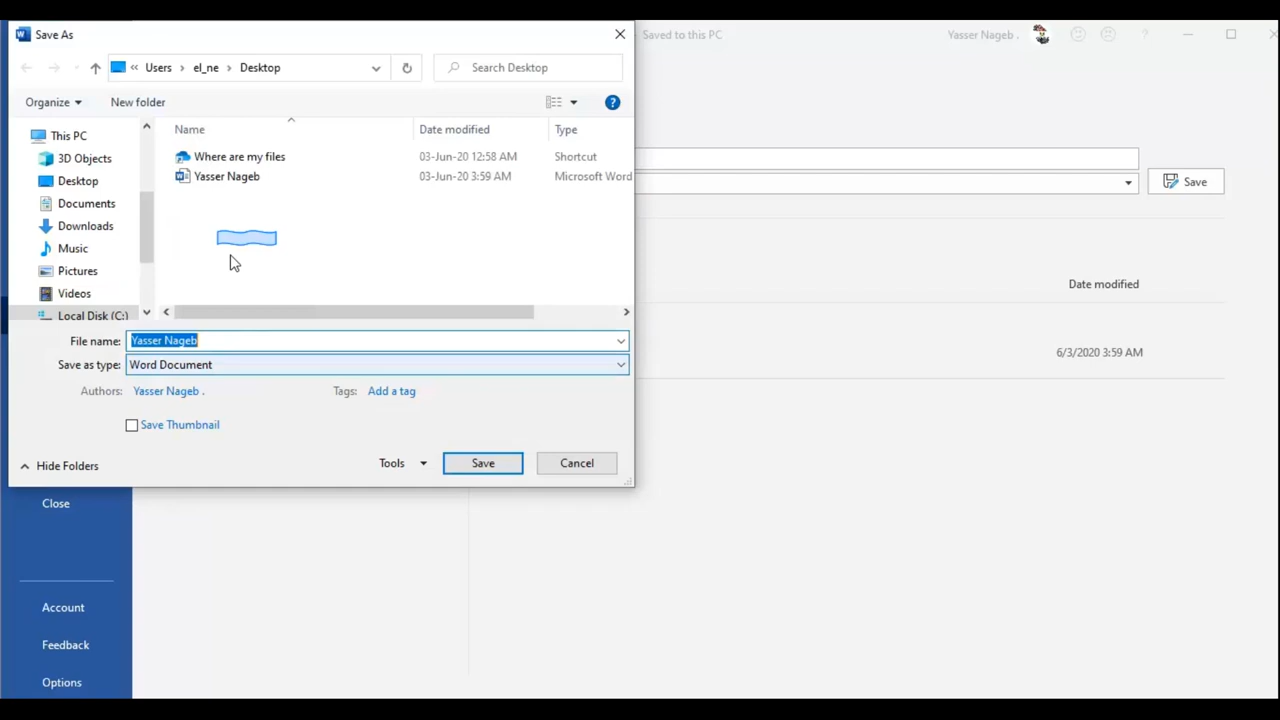 Save As
Saved to this PC
Yasser Nageb .
?
« Users › el_ne › Desktop
Search Desktop
Organize
New folder
?
Name
Date modified
Type
This PC
3D Objects
Desktop
Documents
Downloads
Music
Pictures
Videos
Local Disk (C:)
Where are my files
03-Jun-20 12:58 AM
Shortcut
Yasser Nageb
03-Jun-20 3:59 AM
Microsoft Word
Save
Date modified
6/3/2020 3:59 AM
File name: Yasser Nageb
Save as type: Word Document
Authors: Yasser Nageb .
Tags: Add a tag
Save Thumbnail
Hide Folders
Tools
Save
Cancel
Close
Account
Feedback
Options